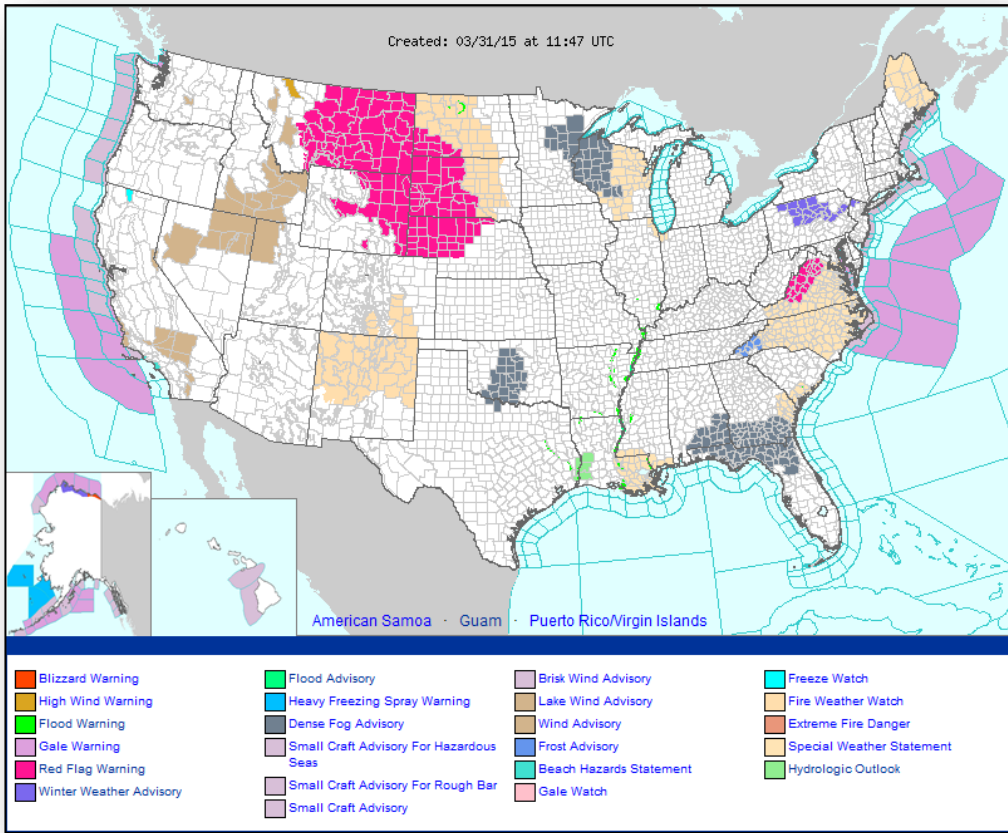 Created: 03/31/15 at 11:47 UTC
American Samoa · Guam · Puerto Rico/Virgin Islands
Blizzard Warning
High Wind Warning
Flood Warning
Gale Warning
Red Flag Warning
Winter Weather Advisory
Flood Advisory
Heavy Freezing Spray Warning
Dense Fog Advisory
Small Craft Advisory For Hazardous
Seas
Small Craft Advisory For Rough Bar
Small Craft Advisory
Brisk Wind Advisory
Lake Wind Advisory
Wind Advisory
Frost Advisory
Beach Hazards Statement
Gale Watch
Freeze Watch
Fire Weather Watch
Extreme Fire Danger
Special Weather Statement
Hydrologic Outlook